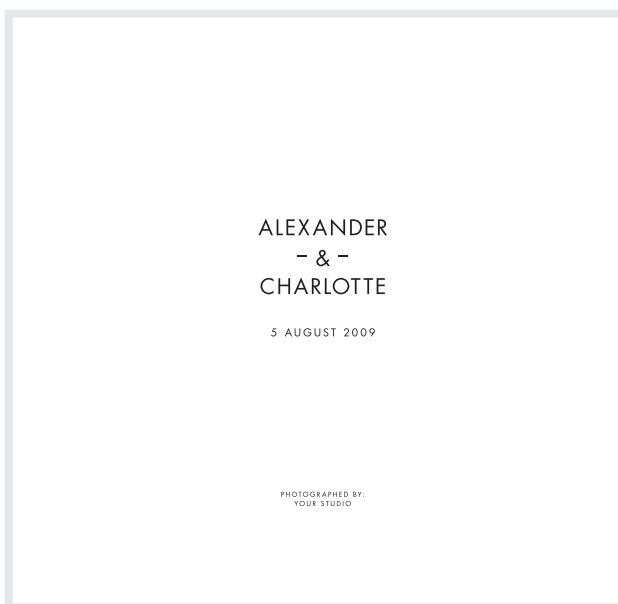 ALEXANDER
– & –
CHARLOTTE
5 AUGUST 2009
PHOTOGRAPHED BY:
YOUR STUDIO